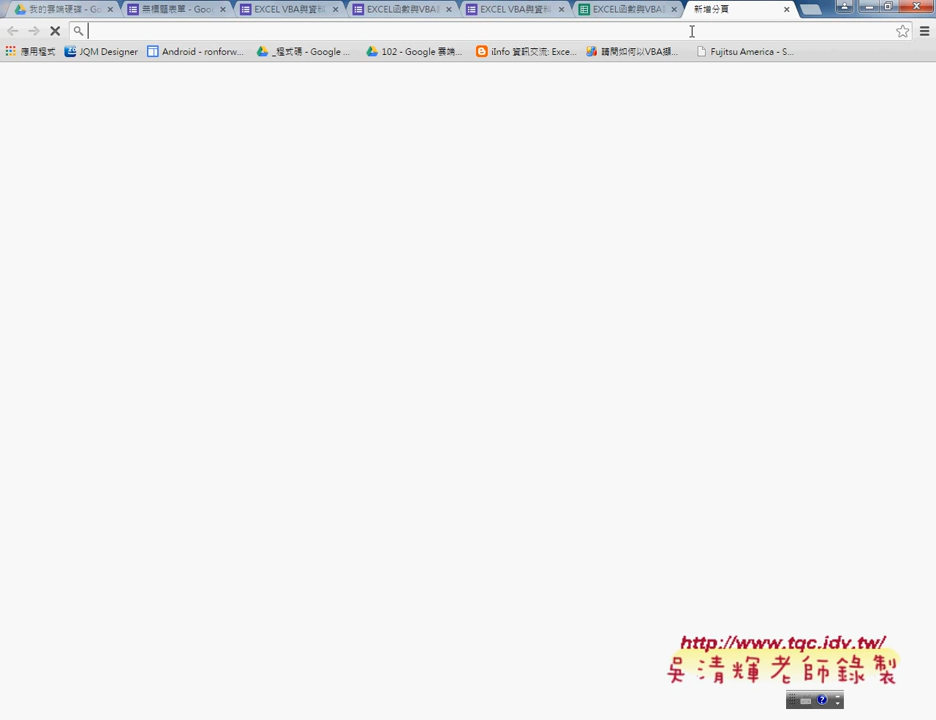 我的雲端硬碟 - Go
無標題表單 - Goo
EXCEL VBA與資料
EXCEL函數與VBA
EXCEL VBA與資料
EXCEL函數與VBA
新增分頁
應用程式
JQM Designer
Android - ronforw...
_程式碼 - Google ...
102 - Google 雲端...
iInfo 資訊交流: Exce...
請問如何以VBA擷...
Fujitsu America - S...
http://www.tqc.idv.tw/
吳清輝老師錄製